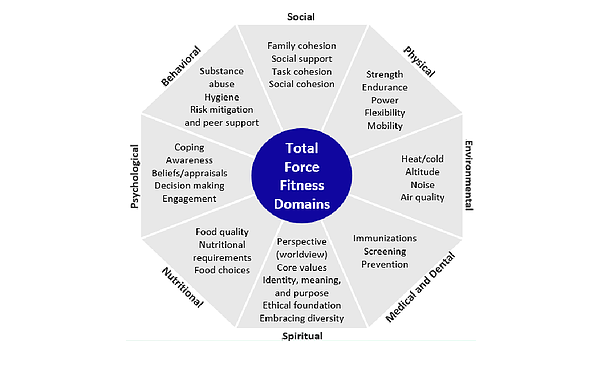 Social
Family cohesion
Social support
Task cohesion
Social cohesion
Physical
Strength
Endurance
Power
Flexibility
Mobility
Environmental
Heat/cold
Altitude
Noise
Air quality
Medical and Dental
Immunizations
Screening
Prevention
Spiritual
Perspective
(worldview)
Core values
Identity, meaning,
and purpose
Ethical foundation
Embracing diversity
Nutritional
Food quality
Nutritional
requirements
Food choices
Psychological
Coping
Awareness
Beliefs/appraisals
Decision making
Engagement
Behavioral
Substance
abuse
Hygiene
Risk mitigation
and peer support
Total
Force
Fitness
Domains